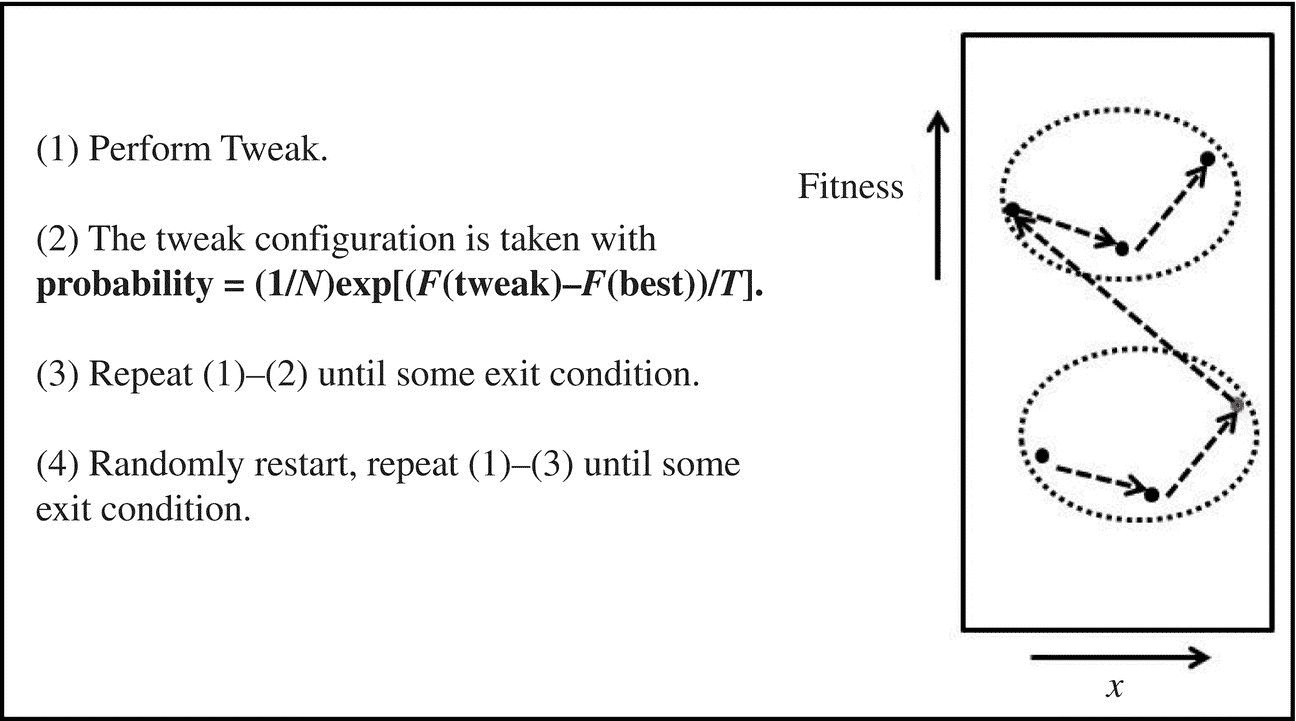 (1) Perform Tweak.
(2) The tweak configuration is taken with
probability = (1/N)exp[(F(tweak)–F(best))/T].
(3) Repeat (1)–(2) until some exit condition.
(4) Randomly restart, repeat (1)–(3) until some
exit condition.
Fitness
x